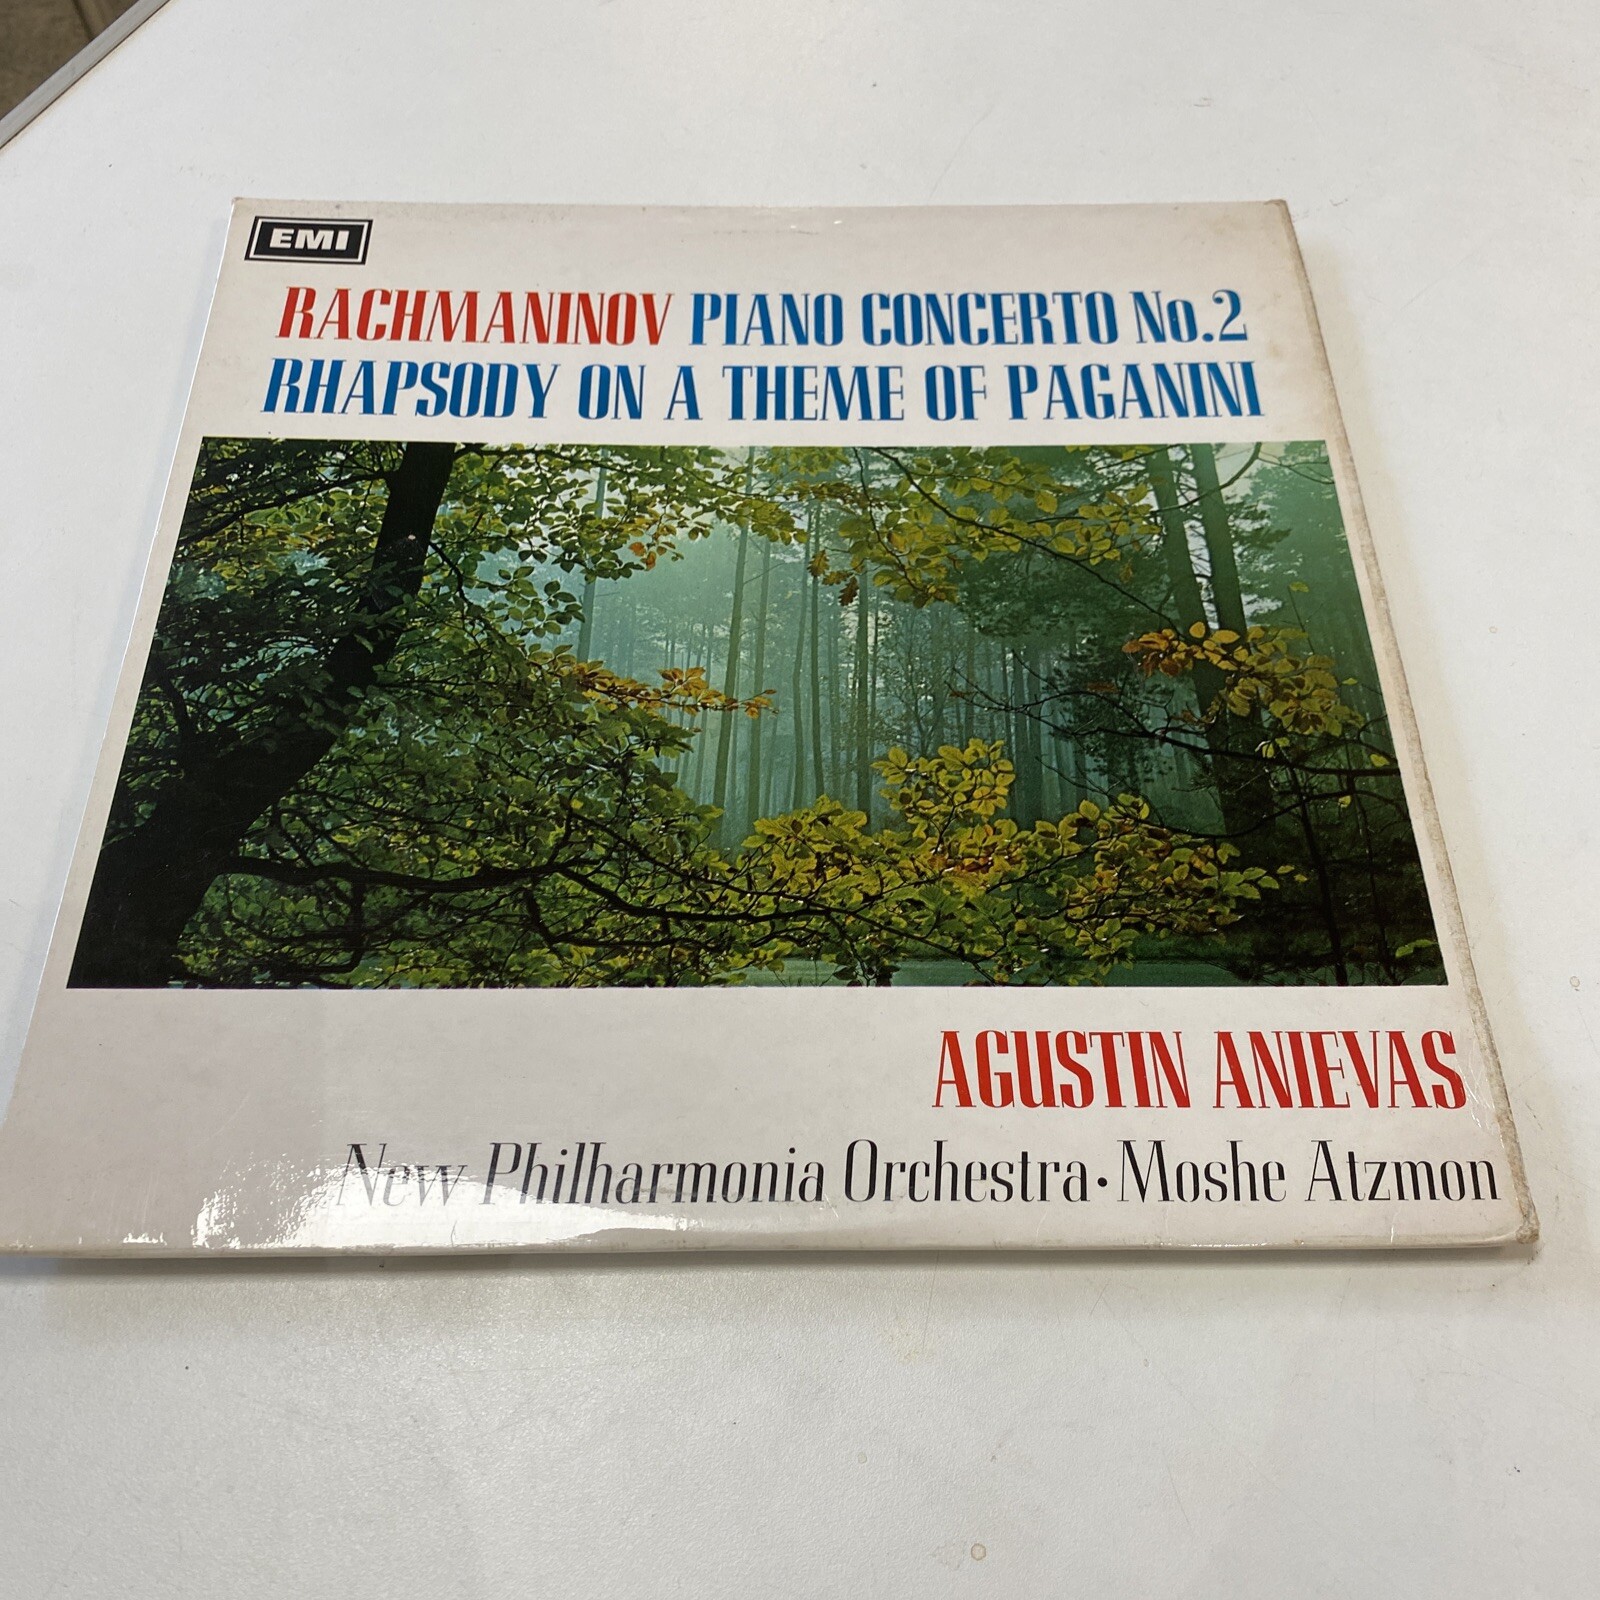 EMI
RACHMANINOV PIANO CONCERTO No.2
RHAPSODY ON A THEME OF PAGANINI
AGUSTIN ANIEVAS
New Philharmonia Orchestra · Moshe Atzmon